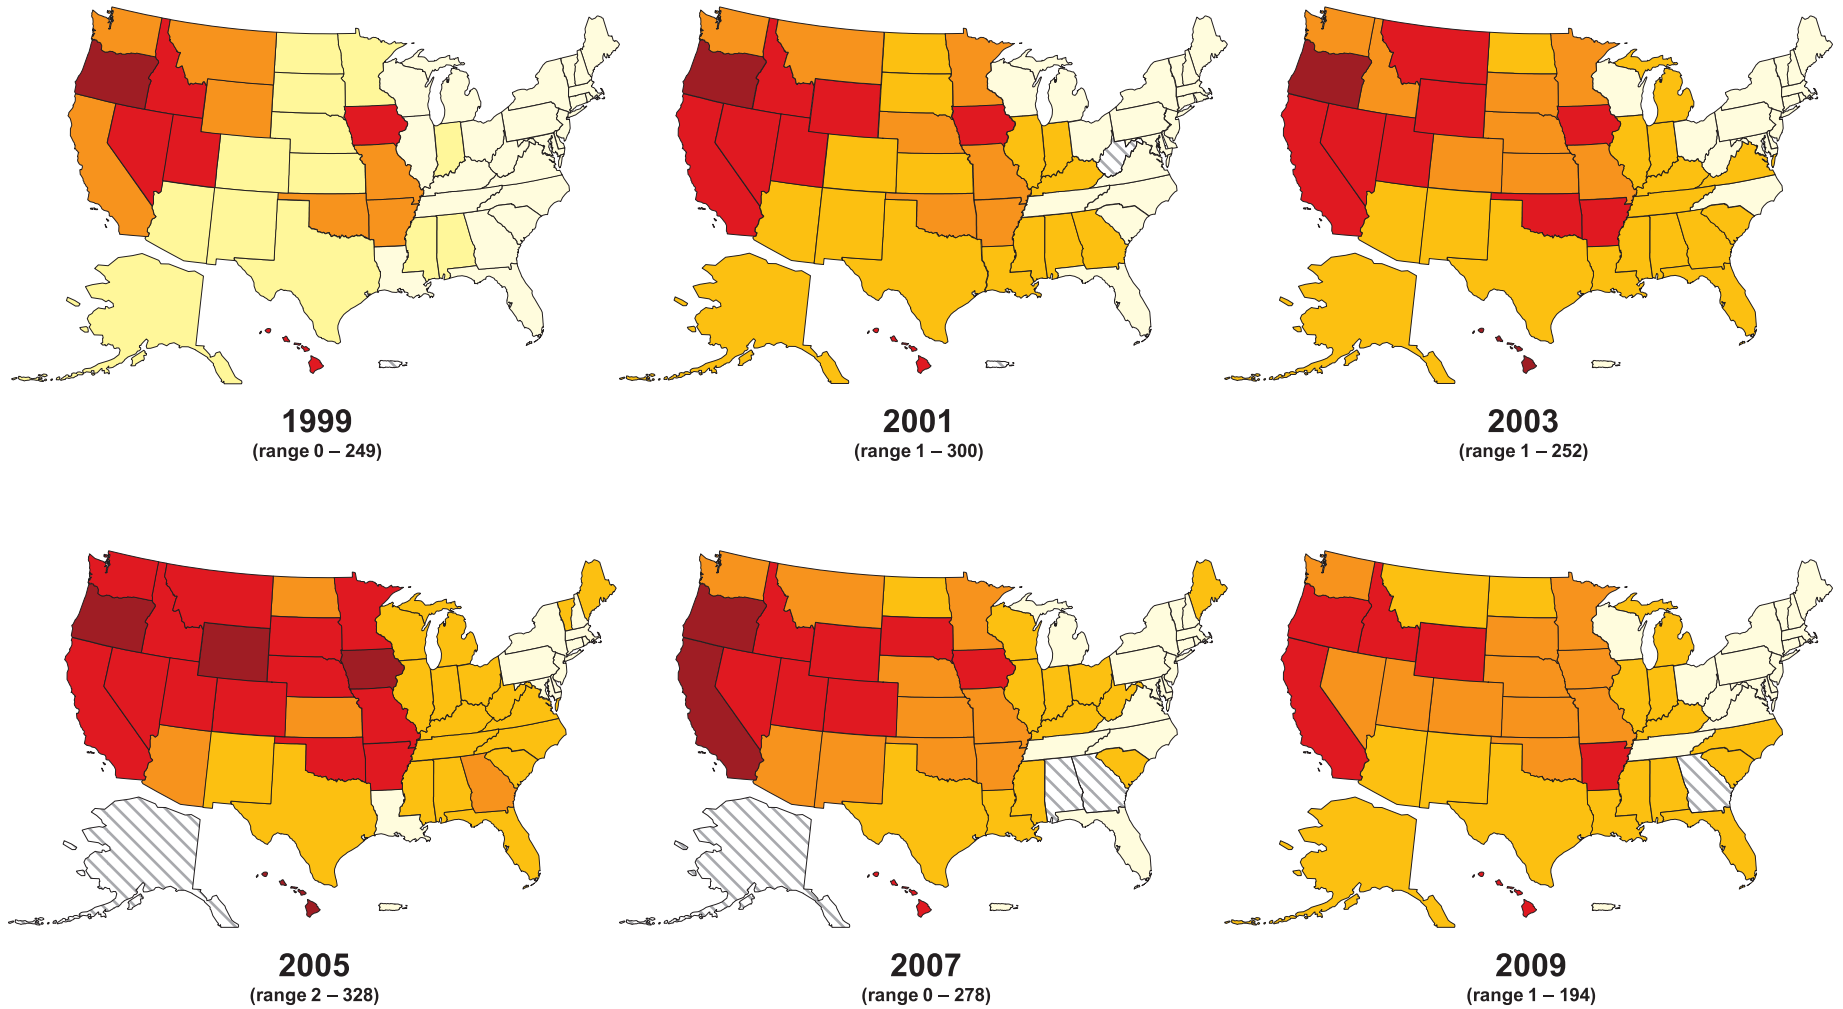 1999
(range 0 – 249)
2001
(range 1 – 300)
2003
(range 1 – 252)
2005
(range 2 – 328)
2007
(range 0 – 278)
2009
(range 1 – 194)